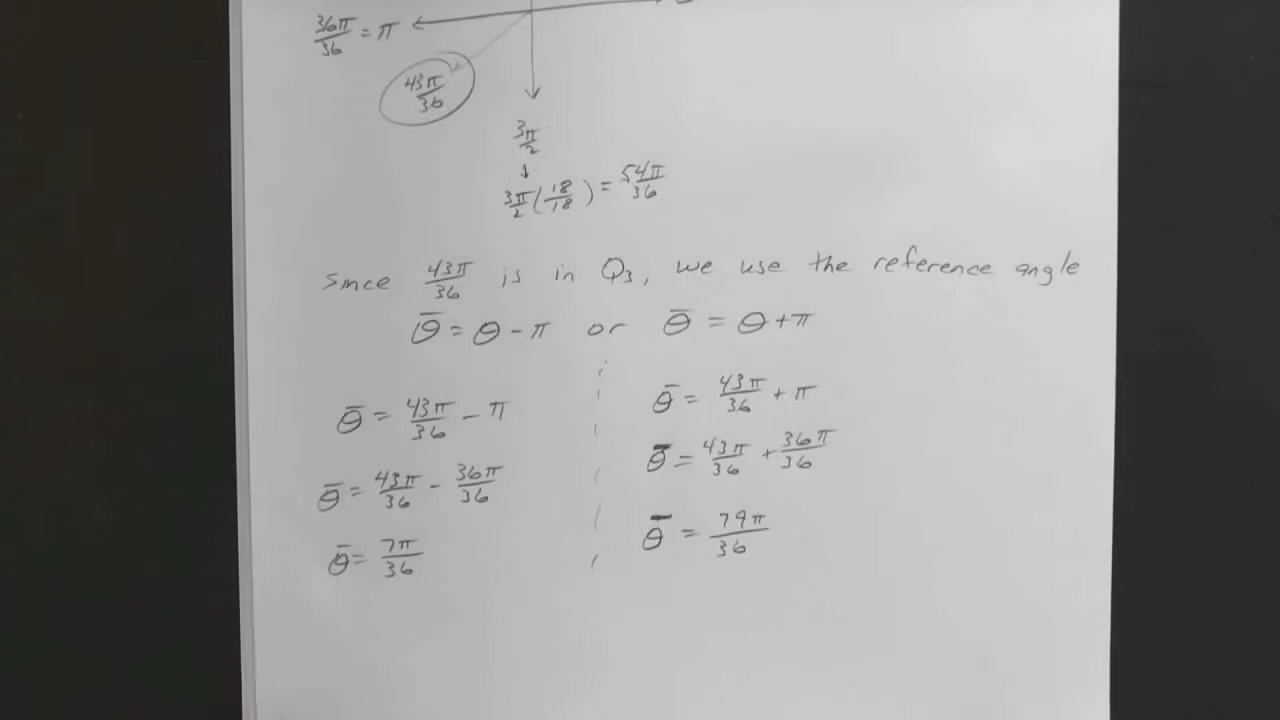 36π/36 = π
43π/36
3π/2
↓
3π/2 (18/18) = 54π/36
Since 43π/36 is in Q₃, we use the reference angle
θ̄ = θ - π or θ̄ = θ + π
θ̄ = 43π/36 - π
θ̄ = 43π/36 - 36π/36
θ̄ = 7π/36
θ̄ = 43π/36 + π
θ̄ = 43π/36 + 36π/36
θ̄ = 79π/36